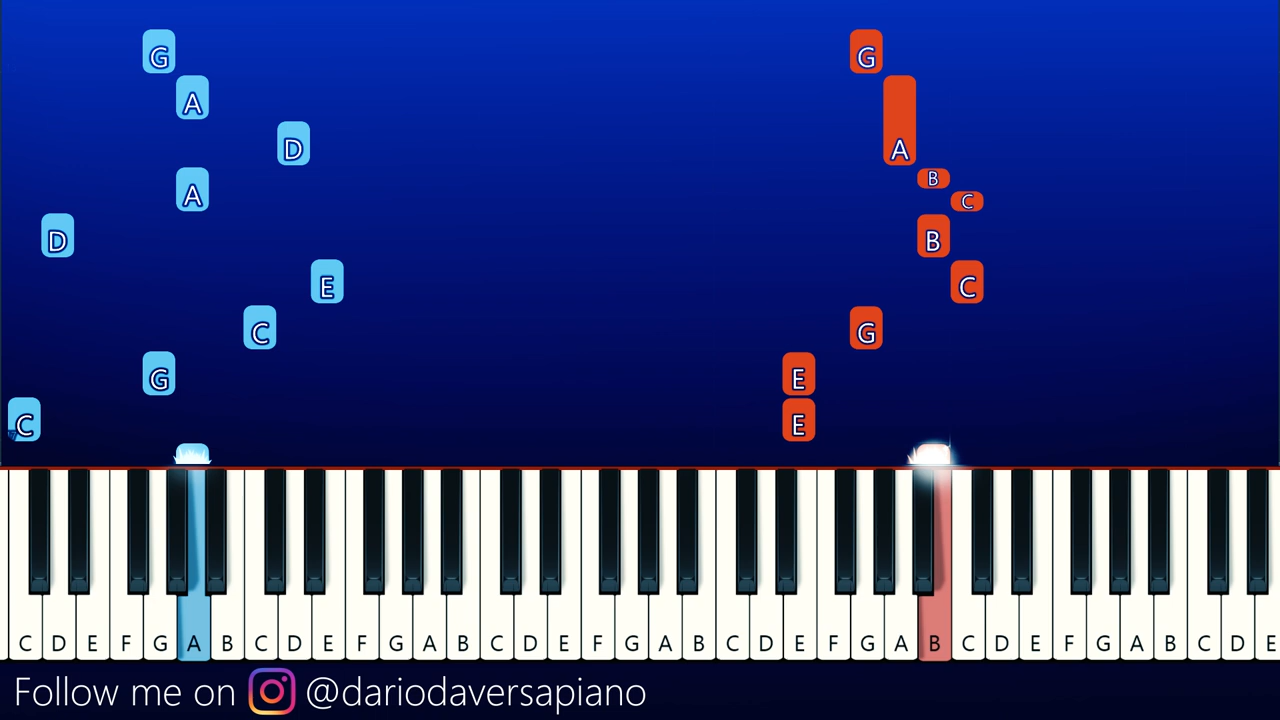 G G
A
D A
A B
C
D B
E C
C G
G E
C E
C D E F G A B C D E F G A B C D E F G A B C D E F G A B C D E F G A B C D E
Follow me on @dariodaversapiano